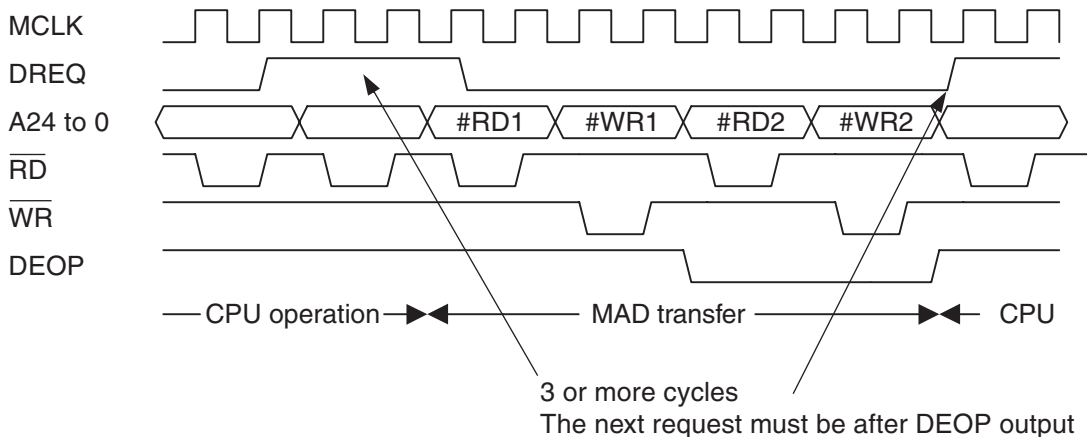 MCLK
DREQ
A24 to 0 #RD1 #WR1 #RD2 #WR2
RD
WR
DEOP
CPU operation MAD transfer CPU
3 or more cycles
The next request must be after DEOP output